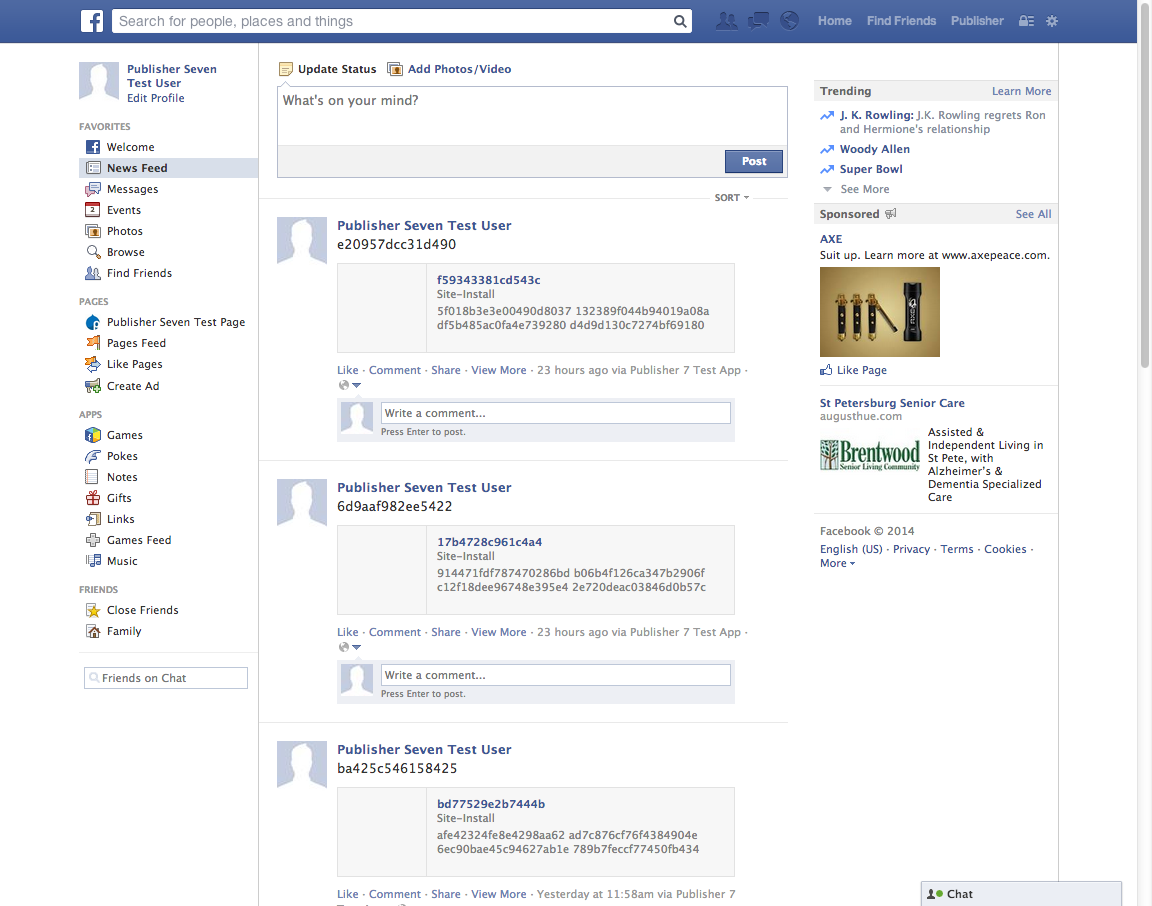 Search for people, places and things
Home Find Friends Publisher
Publisher Seven
Test User
Edit Profile
FAVORITES
Welcome
News Feed
Messages
2 Events
Photos
Browse
Find Friends
PAGES
Publisher Seven Test Page
Pages Feed
Like Pages
Create Ad
APPS
Games
Pokes
Notes
Gifts
Links
Games Feed
Music
FRIENDS
Close Friends
Family
Friends on Chat
Update Status Add Photos/Video
What's on your mind?
Post
SORT
Publisher Seven Test User
e20957dcc31d490
f59343381cd543c
Site-Install
5f018b3e3e00490d8037 132389f044b94019a08a
df5b485ac0fa4e739280 d4d9d130c7274bf69180
Like · Comment · Share · View More · 23 hours ago via Publisher 7 Test App ·
Write a comment...
Press Enter to post.
Publisher Seven Test User
6d9aaf982ee5422
17b4728c961c4a4
Site-Install
914471fdf787470286bd b06b4f126ca347b2906f
c12f18dee96748e395e4 2e720deac03846d0b57c
Like · Comment · Share · View More · 23 hours ago via Publisher 7 Test App ·
Write a comment...
Press Enter to post.
Publisher Seven Test User
ba425c546158425
bd77529e2b7444b
Site-Install
afe42324fe8e4298aa62 ad7c876cf76f4384904e
6ec90bae45c94627ab1e 789b7feccf77450fb434
Like · Comment · Share · View More · Yesterday at 11:58am via Publisher 7
Trending Learn More
J. K. Rowling: J.K. Rowling regrets Ron
and Hermione's relationship
Woody Allen
Super Bowl
See More
Sponsored See All
AXE
Suit up. Learn more at www.axepeace.com.
AXE
Like Page
St Petersburg Senior Care
augusthue.com
Brentwood
Senior Living Community
Assisted &
Independent Living in
St Pete, with
Alzheimer's &
Dementia Specialized
Care
Facebook © 2014
English (US) · Privacy · Terms · Cookies ·
More
Chat